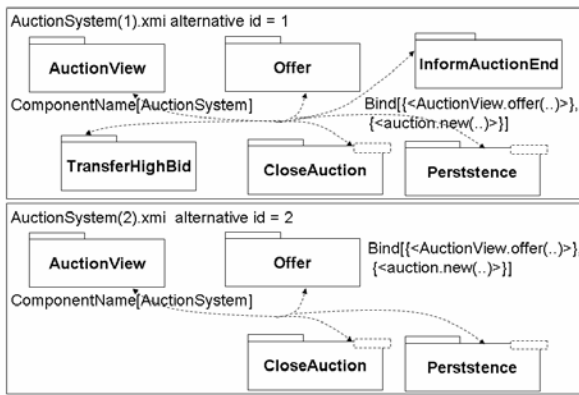 AuctionSystem(1).xmi alternative id = 1
AuctionView
Offer
InformAuctionEnd
ComponentName[AuctionSystem]
Bind[{<AuctionView.offer(..)>},
{<auction.new(..)>}]
TransferHighBid
CloseAuction
Perststence
AuctionSystem(2).xmi alternative id = 2
AuctionView
Offer
Bind[{<AuctionView.offer(..)>},
{<auction.new(..)>}]
ComponentName[AuctionSystem]
CloseAuction
Perststence